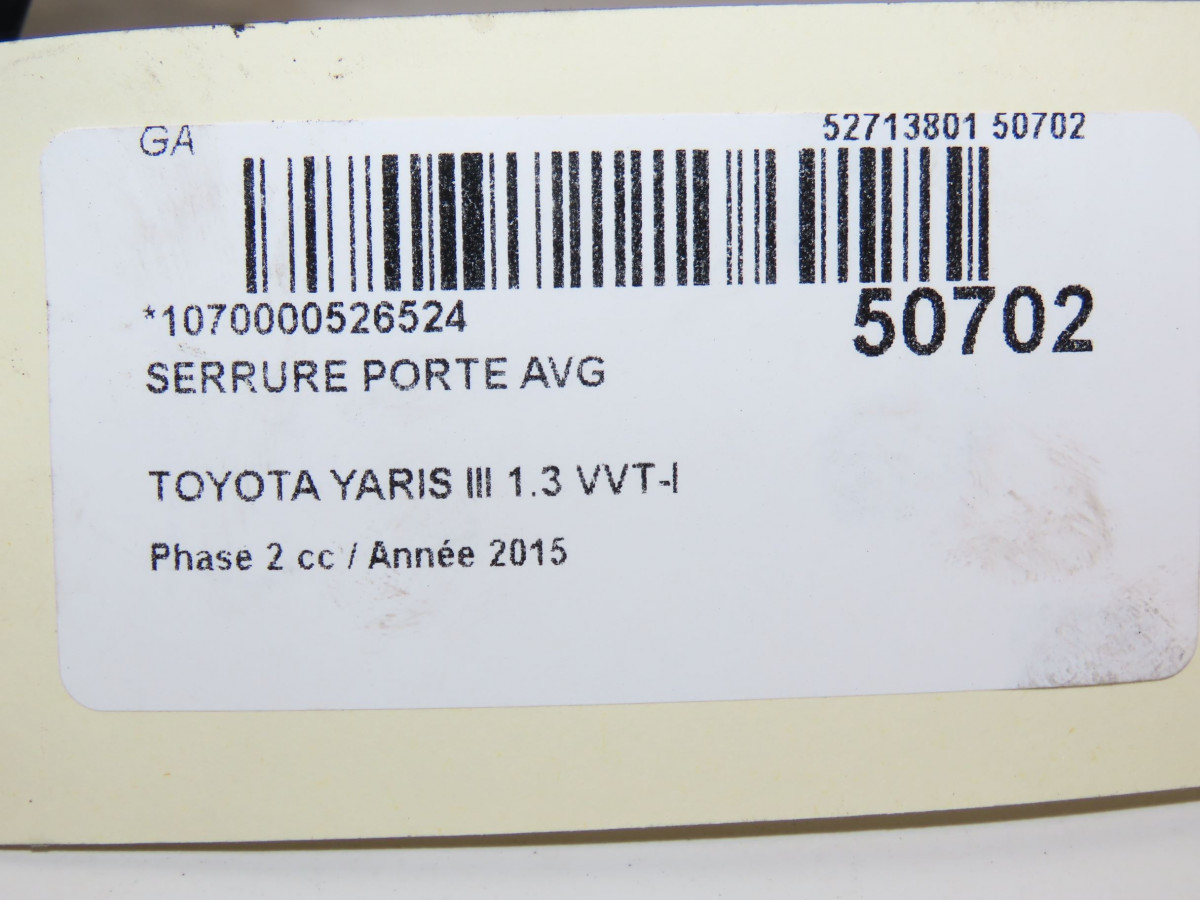 GA
52713801 50702
*1070000526524
50702
SERRURE PORTE AVG
TOYOTA YARIS III 1.3 VVT-I
Phase 2 cc / Année 2015